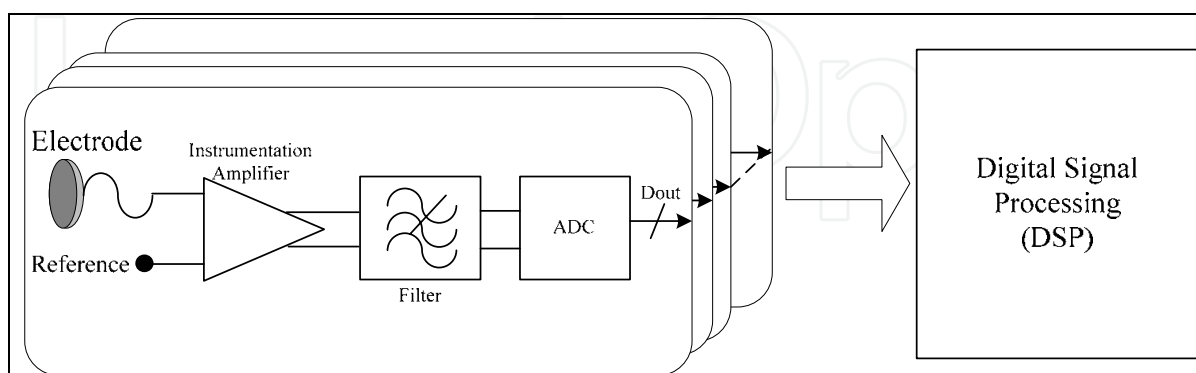 Electrode
Instrumentation
Amplifier
Reference
Filter
ADC
Dout
Digital Signal
Processing
(DSP)